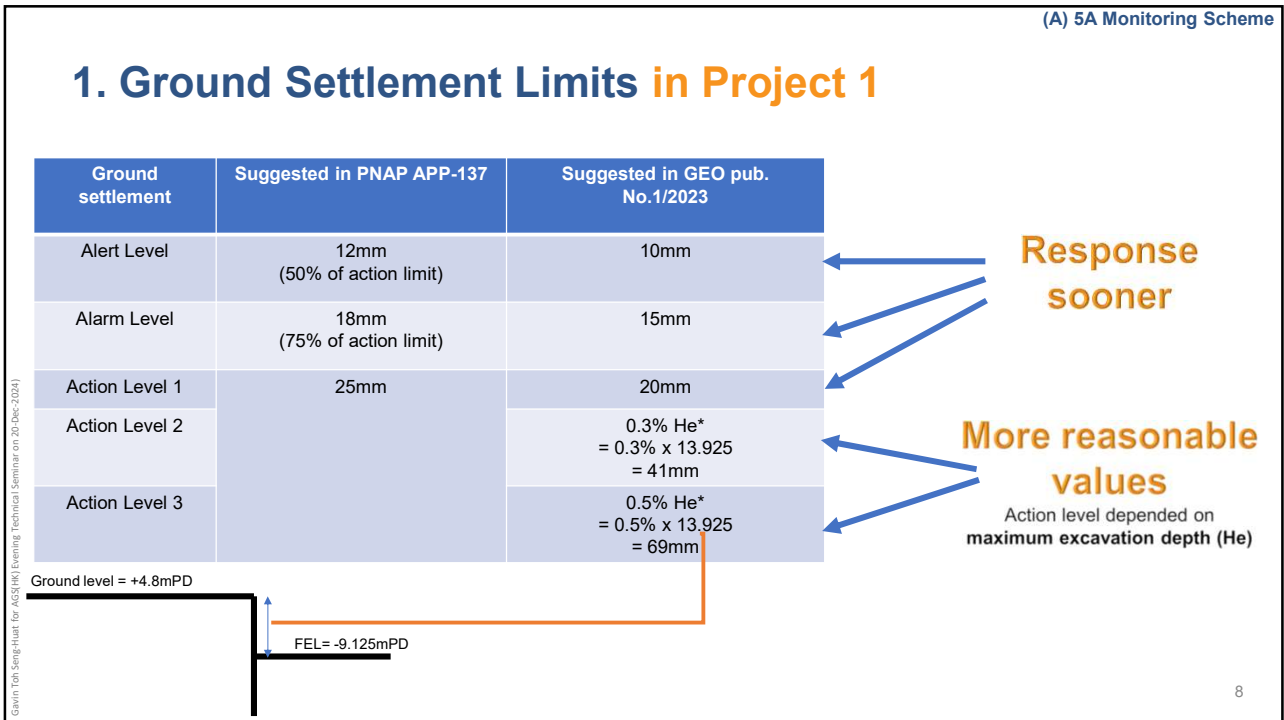 (A) 5A Monitoring Scheme
1. Ground Settlement Limits in Project 1
Ground
settlement
Suggested in PNAP APP-137
Suggested in GEO pub.
No.1/2023
Alert Level
12mm
(50% of action limit)
10mm
Alarm Level
18mm
(75% of action limit)
15mm
Action Level 1
25mm
20mm
Action Level 2
0.3% He*
= 0.3% x 13.925
= 41mm
Action Level 3
0.5% He*
= 0.5% x 13.925
= 69mm
Response
sooner
More reasonable
values
Action level depended on
maximum excavation depth (He)
Ground level = +4.8mPD
FEL= -9.125mPD
Gavin Toh Seng-Huat for AGS(HK) Evening Technical Seminar on 20-Dec-2024)
8